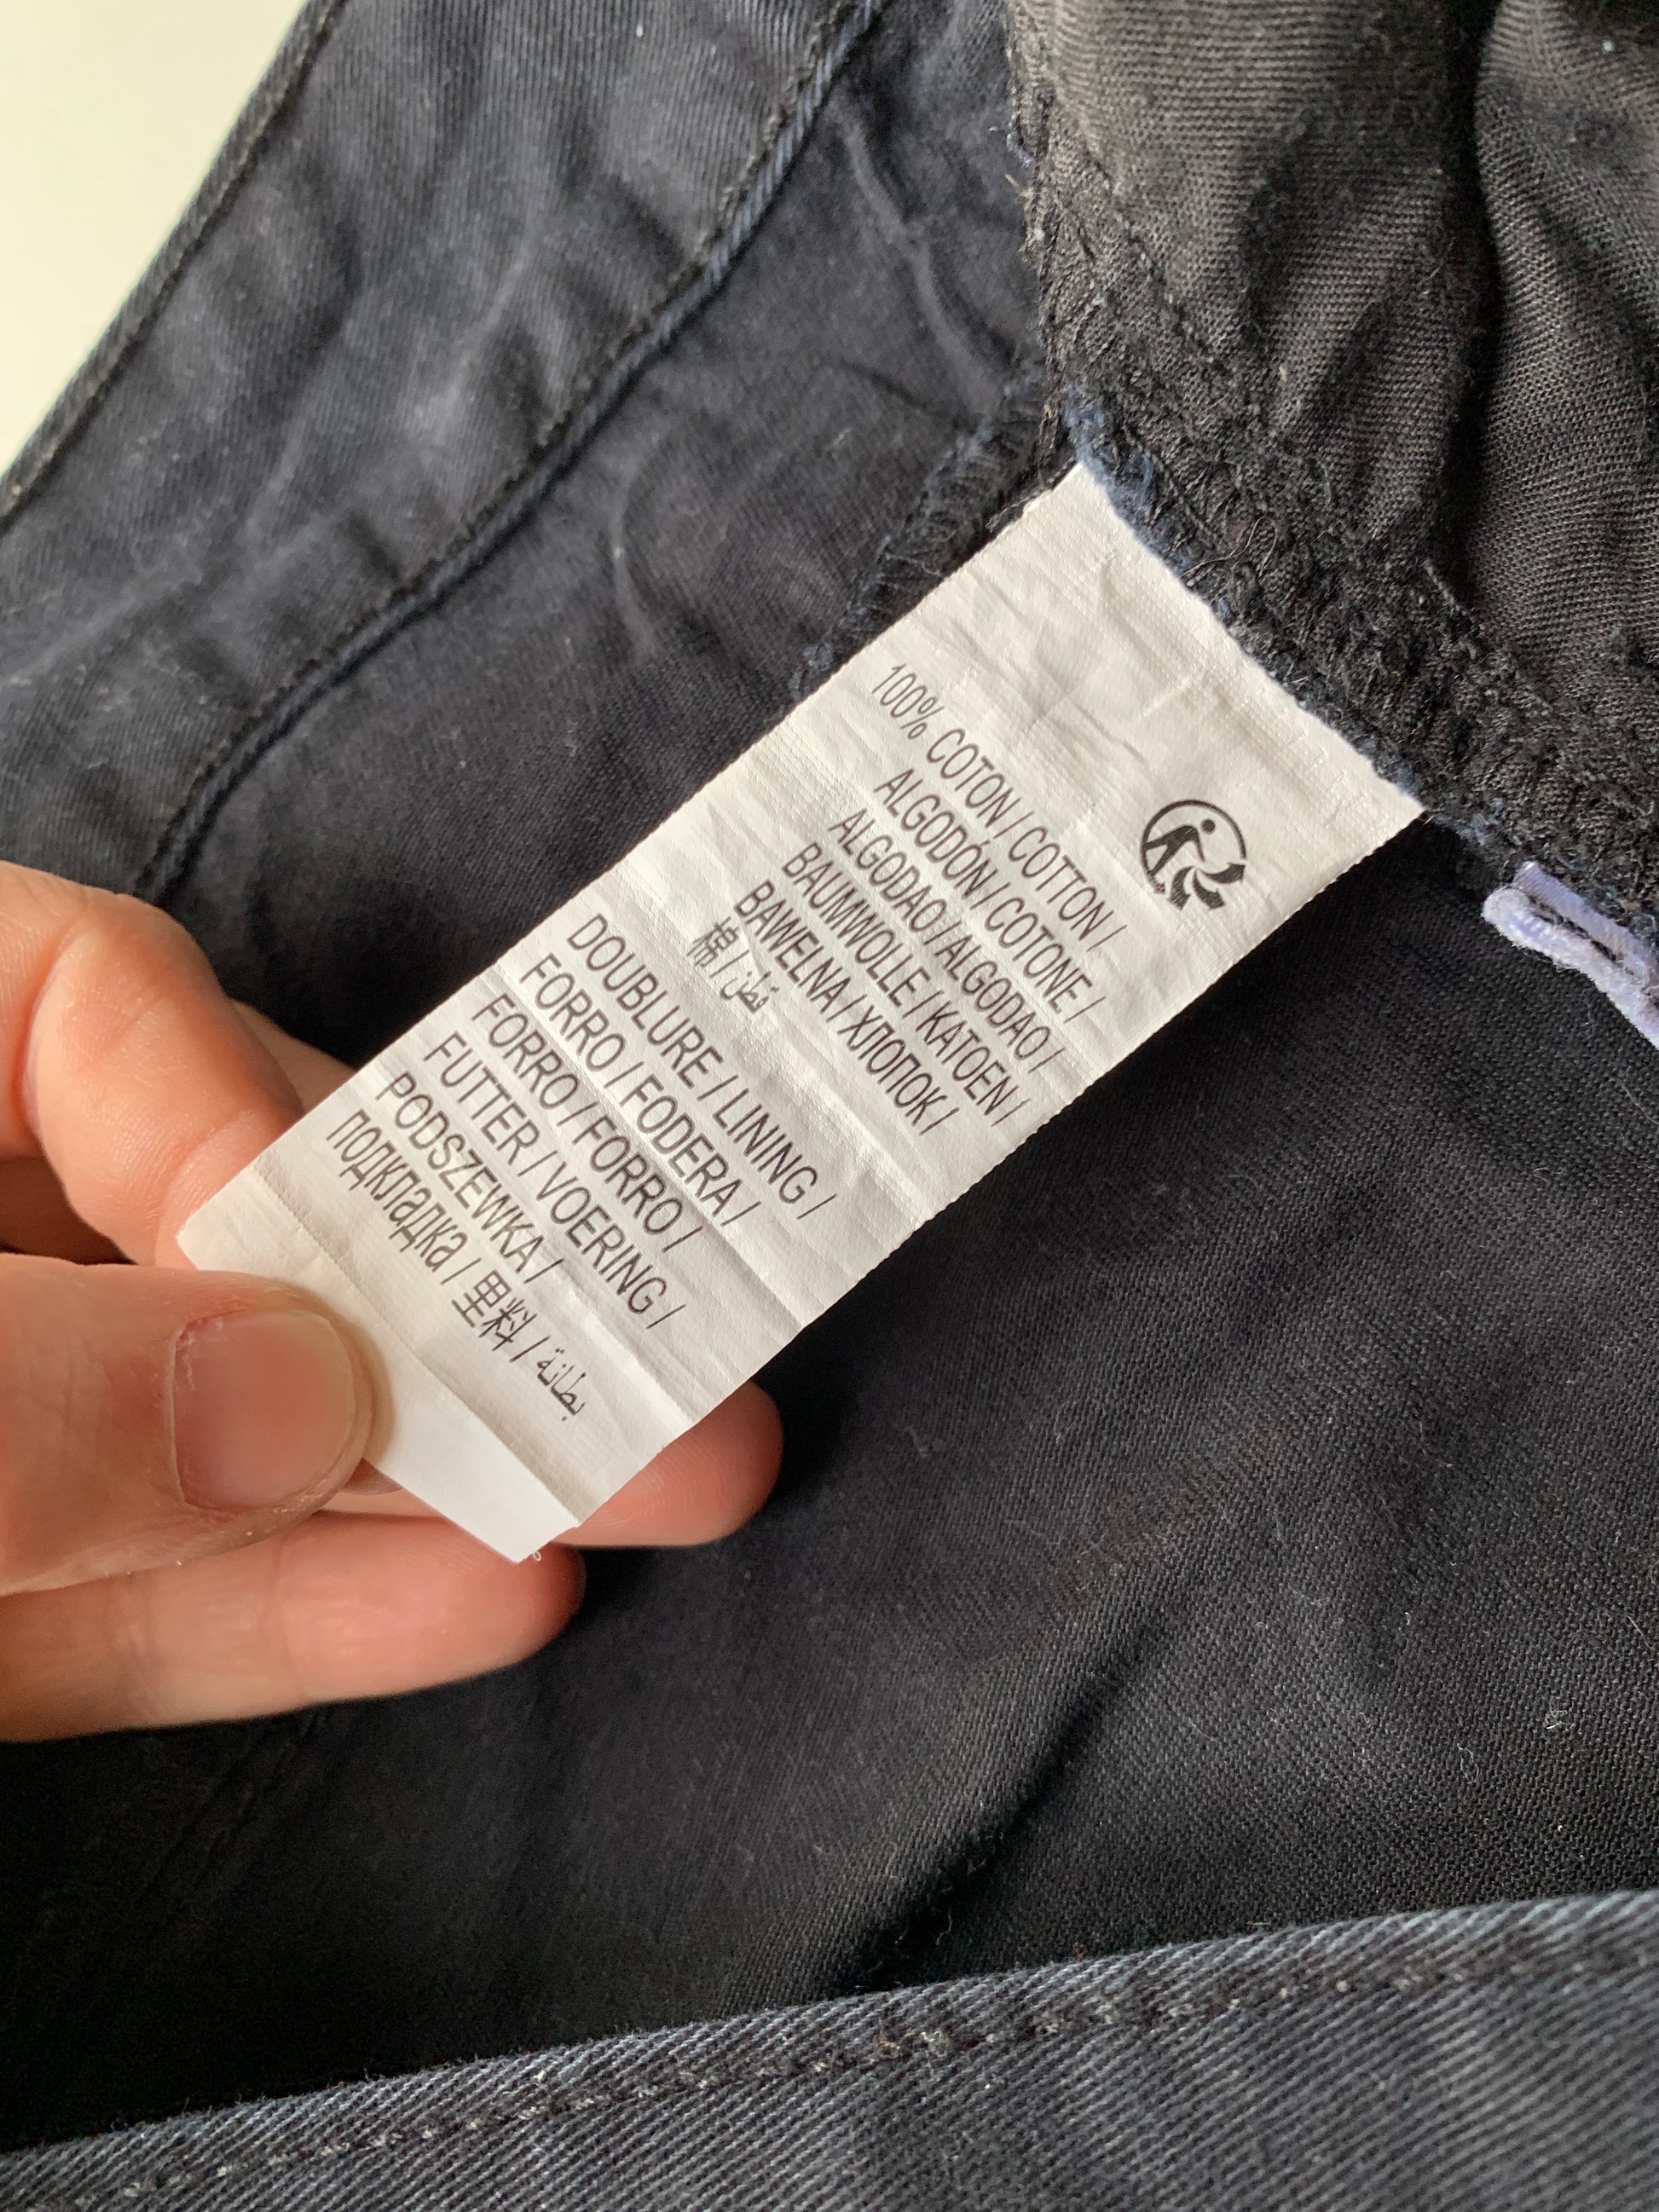 100% COTON / COTTON /
ALGODÓN / COTONE /
ALGODAO / ALGODAO /
BAUMWOLLE / KATOEN /
BAWELNA / ХЛОПОК /
棉 / قطن
DOUBLURE / LINING /
FORRO / FODERA /
FORRO / FORRO /
FUTTER / VOERING /
PODSZEWKA /
подкладка / 里料 / بطانة